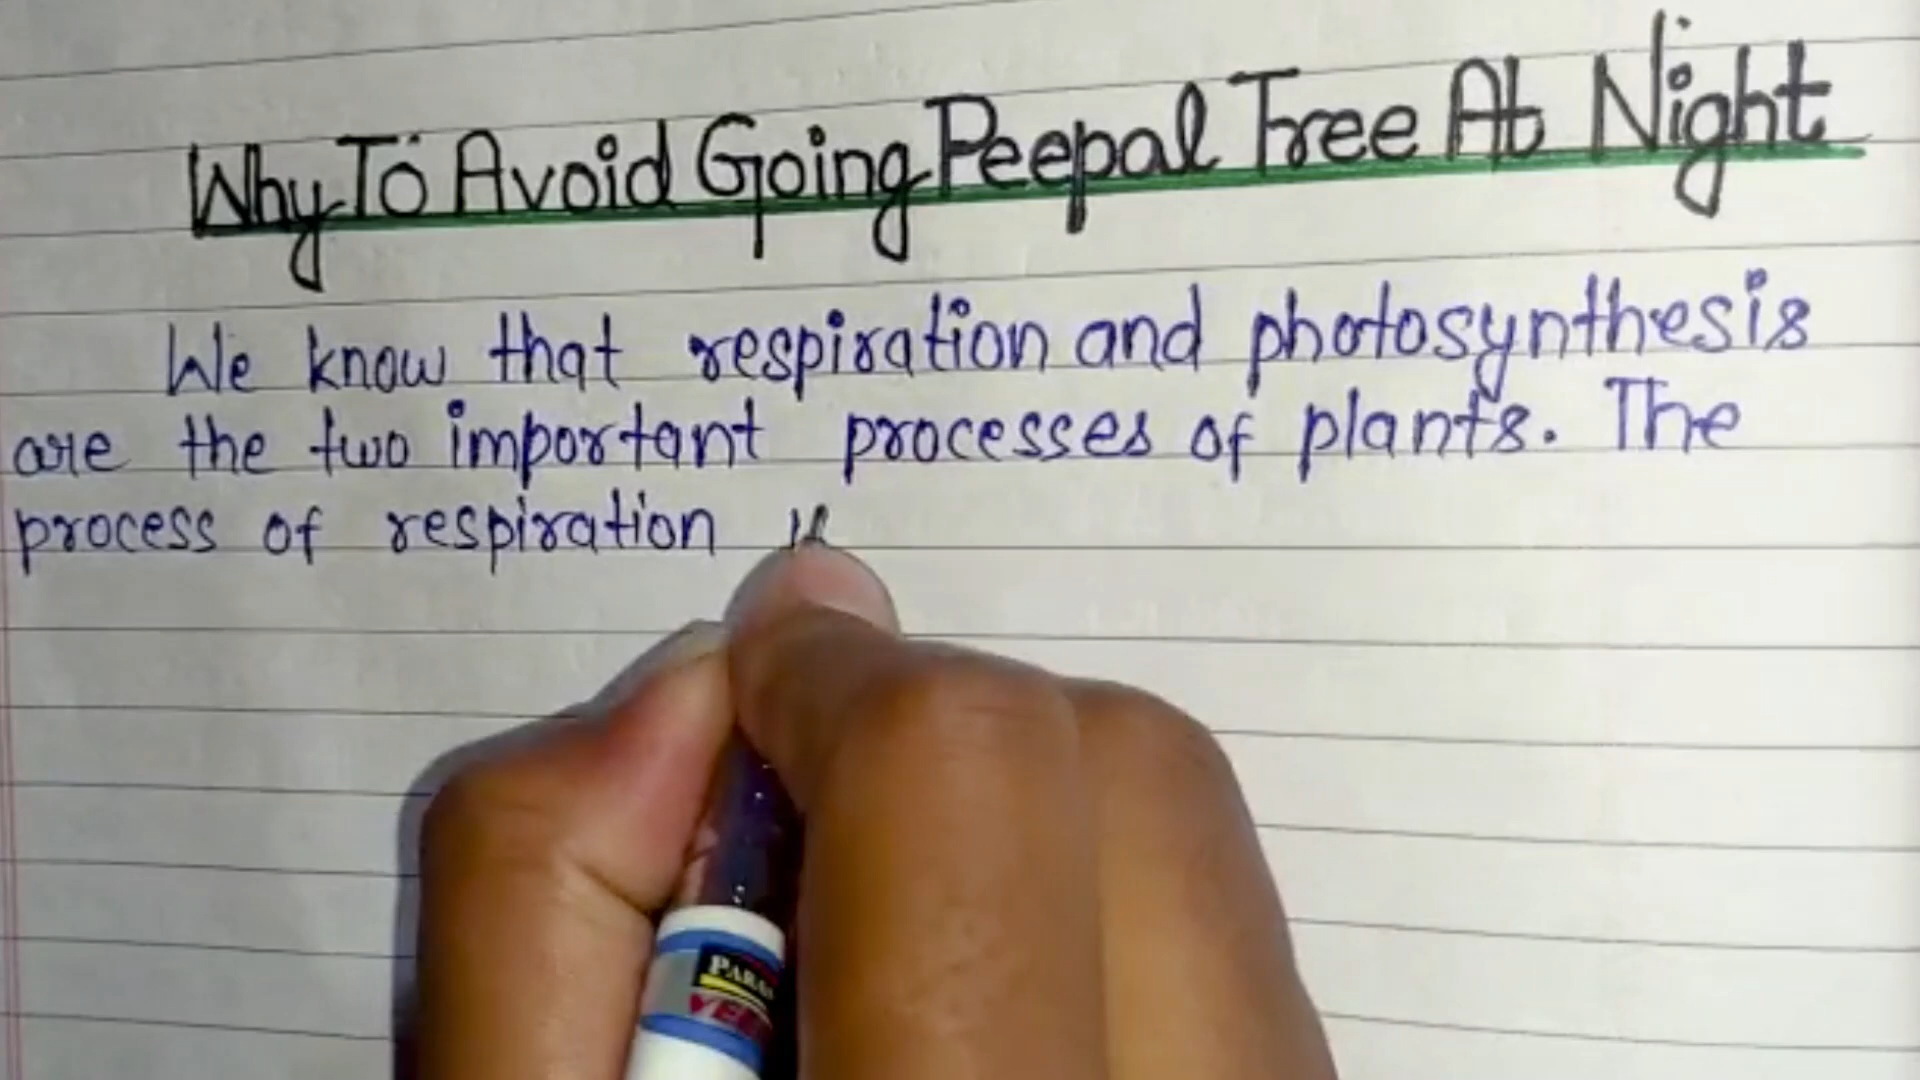 Why To Avoid Going Peepal Tree At Night
We know that respiration and photosynthesis
are the two important processes of plants. The
process of respiration